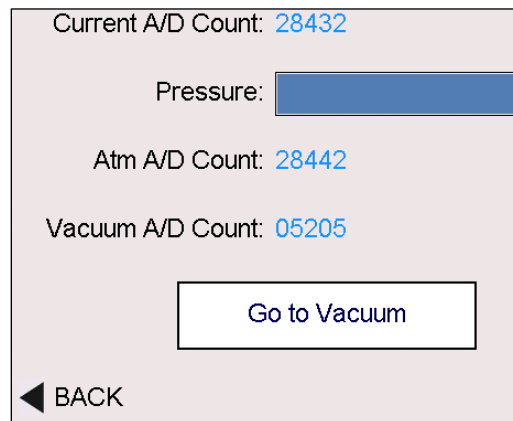 Current A/D Count: 28432
Pressure:
Atm A/D Count: 28442
Vacuum A/D Count: 05205
Go to Vacuum
BACK